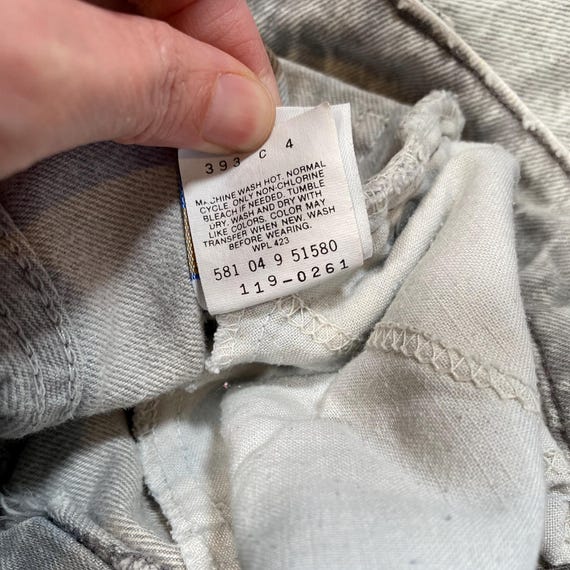 393 C 4
MACHINE WASH HOT. NORMAL
CYCLE. ONLY NON-CHLORINE
BLEACH IF NEEDED. TUMBLE
DRY. WASH AND DRY WITH
LIKE COLORS. COLOR MAY
TRANSFER WHEN NEW. WASH
BEFORE WEARING.
WPL 423
581 04 9 51580
119-0261